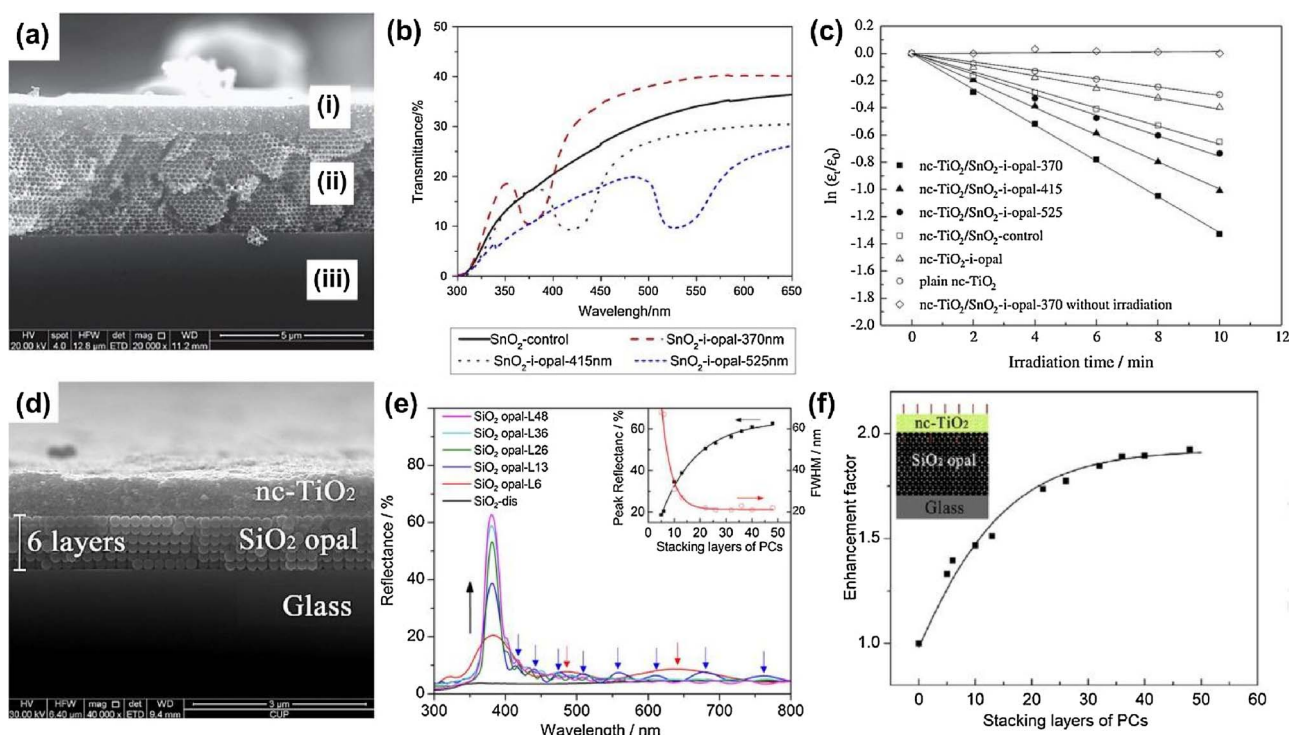 (a)
(i)
(ii)
(iii)
HV spot HFW det mag □ WD
20.00 kV 4.0 12.8 µm ETD 20 000 x 11.2 mm
5 µm
(b)
50
40
30
20
10
0
Transmittance/%
300 350 400 450 500 550 600 650
Wavelengh/nm
SnO2-control
SnO2-i-opal-370nm
SnO2-i-opal-415nm
SnO2-i-opal-525nm
(c)
0.0
-0.2
-0.4
-0.6
-0.8
-1.0
-1.2
-1.4
-1.6
-1.8
-2.0
ln (εt/ε0)
nc-TiO2/SnO2-i-opal-370
nc-TiO2/SnO2-i-opal-415
nc-TiO2/SnO2-i-opal-525
nc-TiO2/SnO2-control
nc-TiO2-i-opal
plain nc-TiO2
nc-TiO2/SnO2-i-opal-370 without irradiation
0 2 4 6 8 10 12
Irradiation time / min
(d)
nc-TiO2
6 layers
SiO2 opal
Glass
HV HFW mag □ det WD
30.00 kV 6.40 µm 40 000 x ETD 9.4 mm
3 µm
CUP
(e)
100
80
60
40
20
0
Reflectance / %
SiO2 opal-L48
SiO2 opal-L36
SiO2 opal-L26
SiO2 opal-L13
SiO2 opal-L6
SiO2-dis
Peak Reflectanc / %
60
40
20
60
40
20
FWHM / nm
0 10 20 30 40 50
Stacking layers of PCs
300 400 500 600 700 800
Wavelength / nm
(f)
2.0
1.5
1.0
Enhancement factor
nc-TiO2
SiO2 opal
Glass
0 10 20 30 40 50 60
Stacking layers of PCs